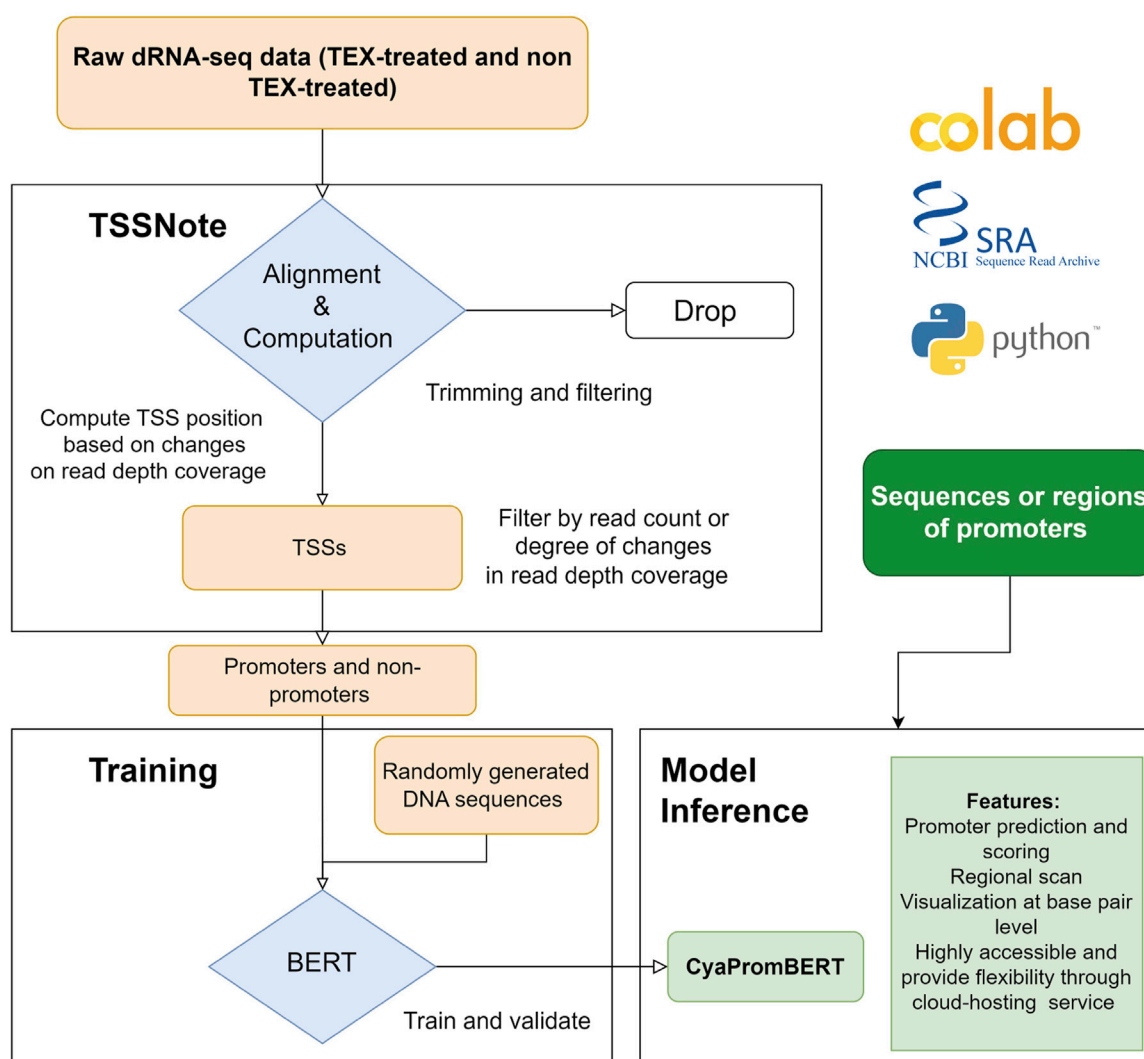 Raw dRNA-seq data (TEX-treated and non
TEX-treated)
colab
TSSNote
SRA
NCBI Sequence Read Archive
Alignment
&
Computation
Drop
python™
Trimming and filtering
Compute TSS position
based on changes
on read depth coverage
Sequences or regions
of promoters
TSSs
Filter by read count or
degree of changes
in read depth coverage
Promoters and non-
promoters
Training
Randomly generated
DNA sequences
BERT
Train and validate
Model
Inference
CyaPromBERT
Features:
Promoter prediction and
scoring
Regional scan
Visualization at base pair
level
Highly accessible and
provide flexibility through
cloud-hosting service